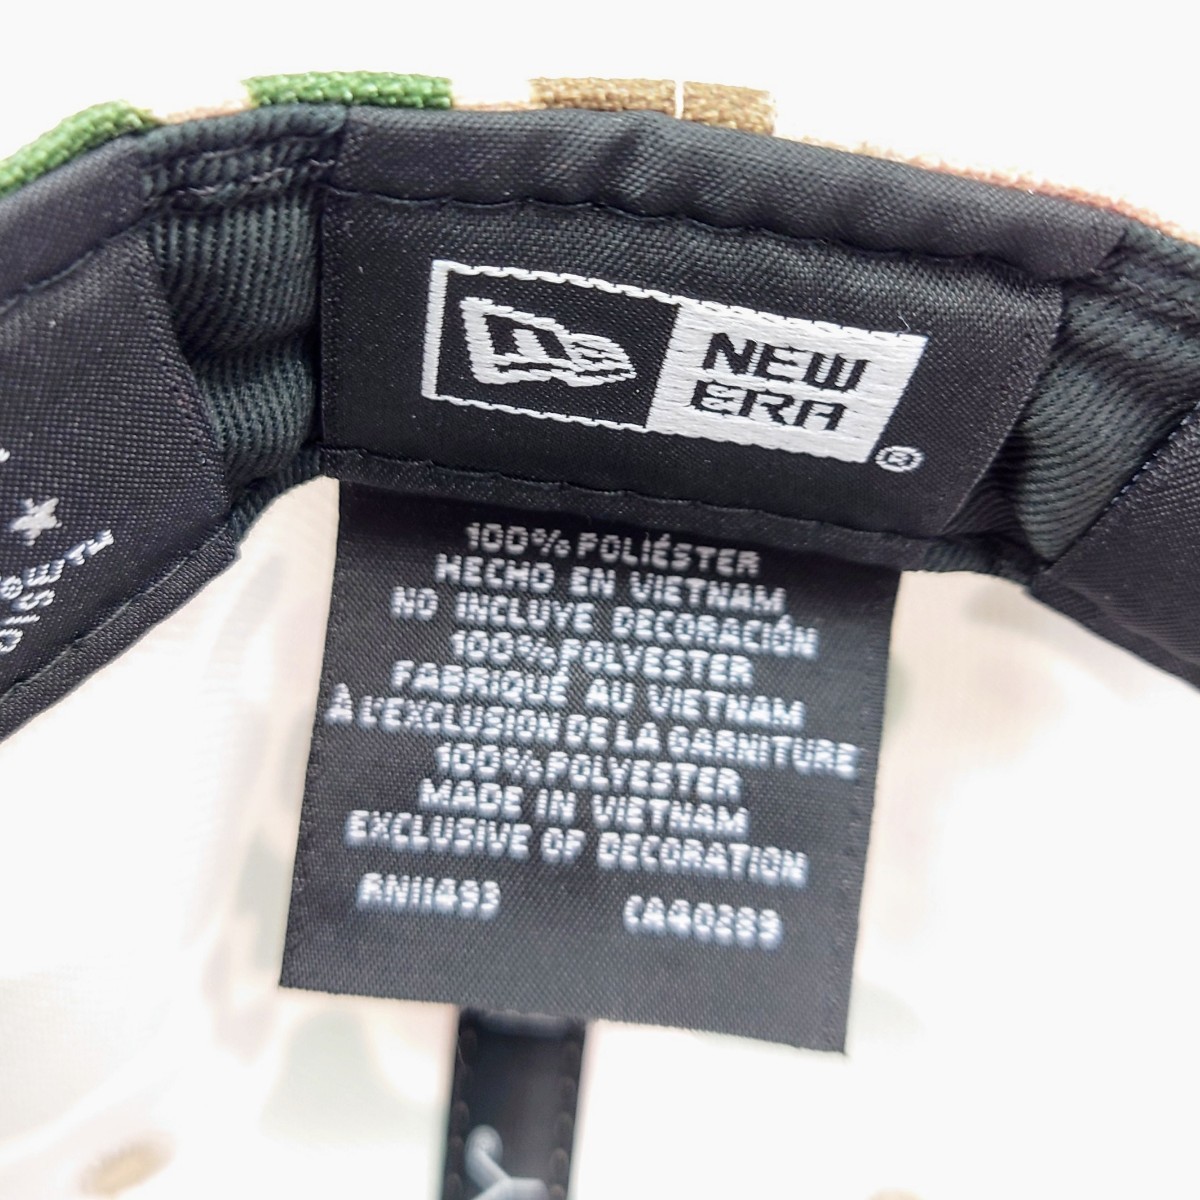 NEW
ERA
®
100% POLIÉSTER
HECHO EN VIETNAM
NO INCLUYE DECORACIÓN
100% POLYESTER
FABRIQUÉ AU VIETNAM
À L'EXCLUSION DE LA GARNITURE
100% POLYESTER
MADE IN VIETNAM
EXCLUSIVE OF DECORATION
RN11493 CA40289